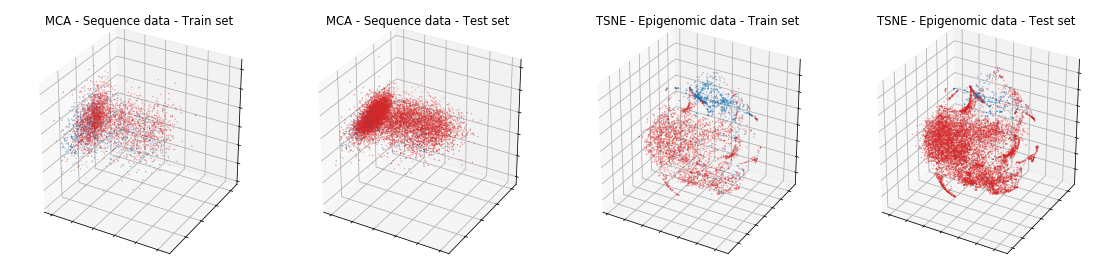 MCA - Sequence data - Train set
MCA - Sequence data - Test set
TSNE - Epigenomic data - Train set
TSNE - Epigenomic data - Test set